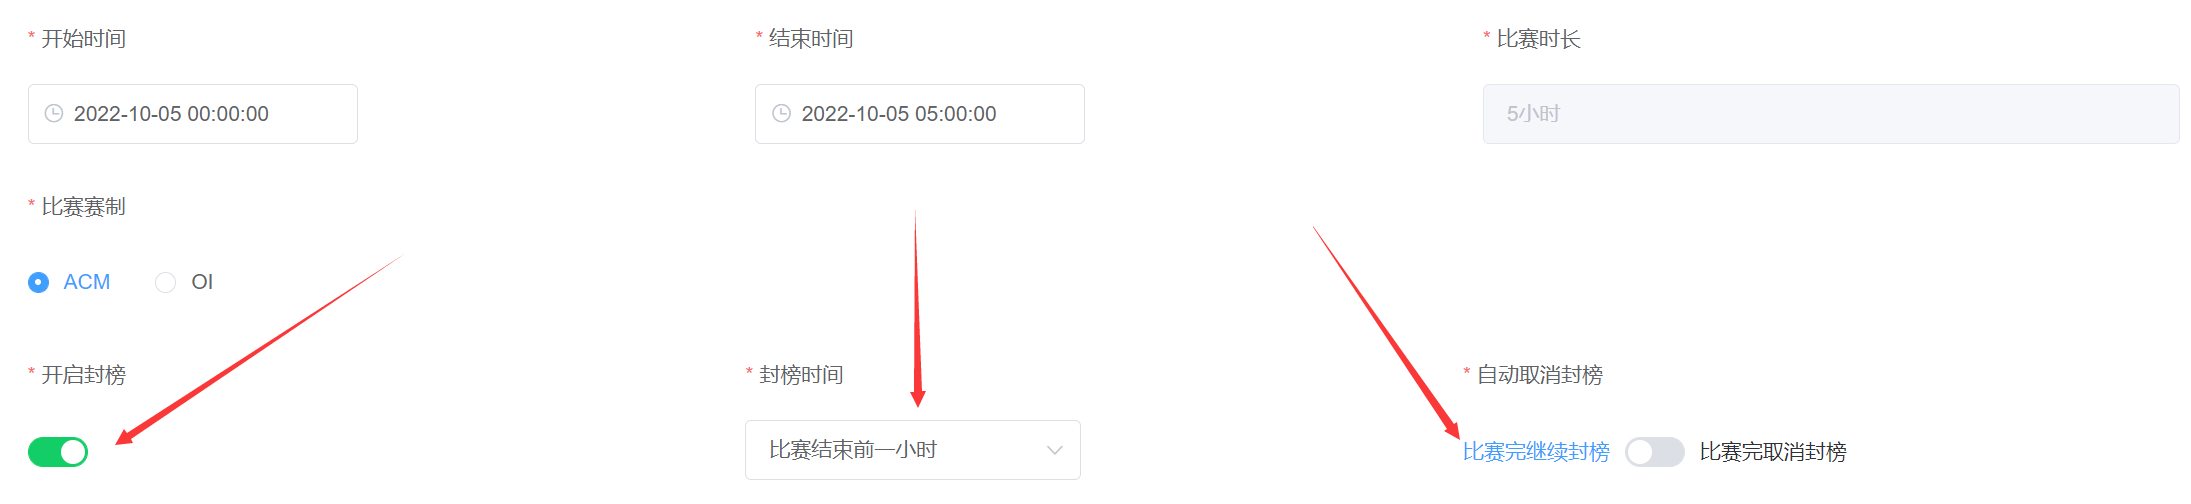 * 开始时间
* 结束时间
* 比赛时长
2022-10-05 00:00:00
2022-10-05 05:00:00
5小时
* 比赛赛制
ACM
OI
* 开启封榜
* 封榜时间
* 自动取消封榜
比赛结束前一小时
比赛完继续封榜
比赛完取消封榜